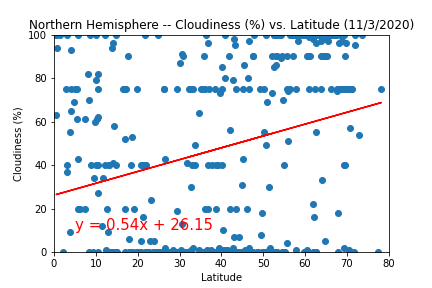 Northern Hemisphere -- Cloudiness (%) vs. Latitude (11/3/2020)
100
80
60
40
20
0
Cloudiness (%)
y = 0.54x + 26.15
0 10 20 30 40 50 60 70 80
Latitude